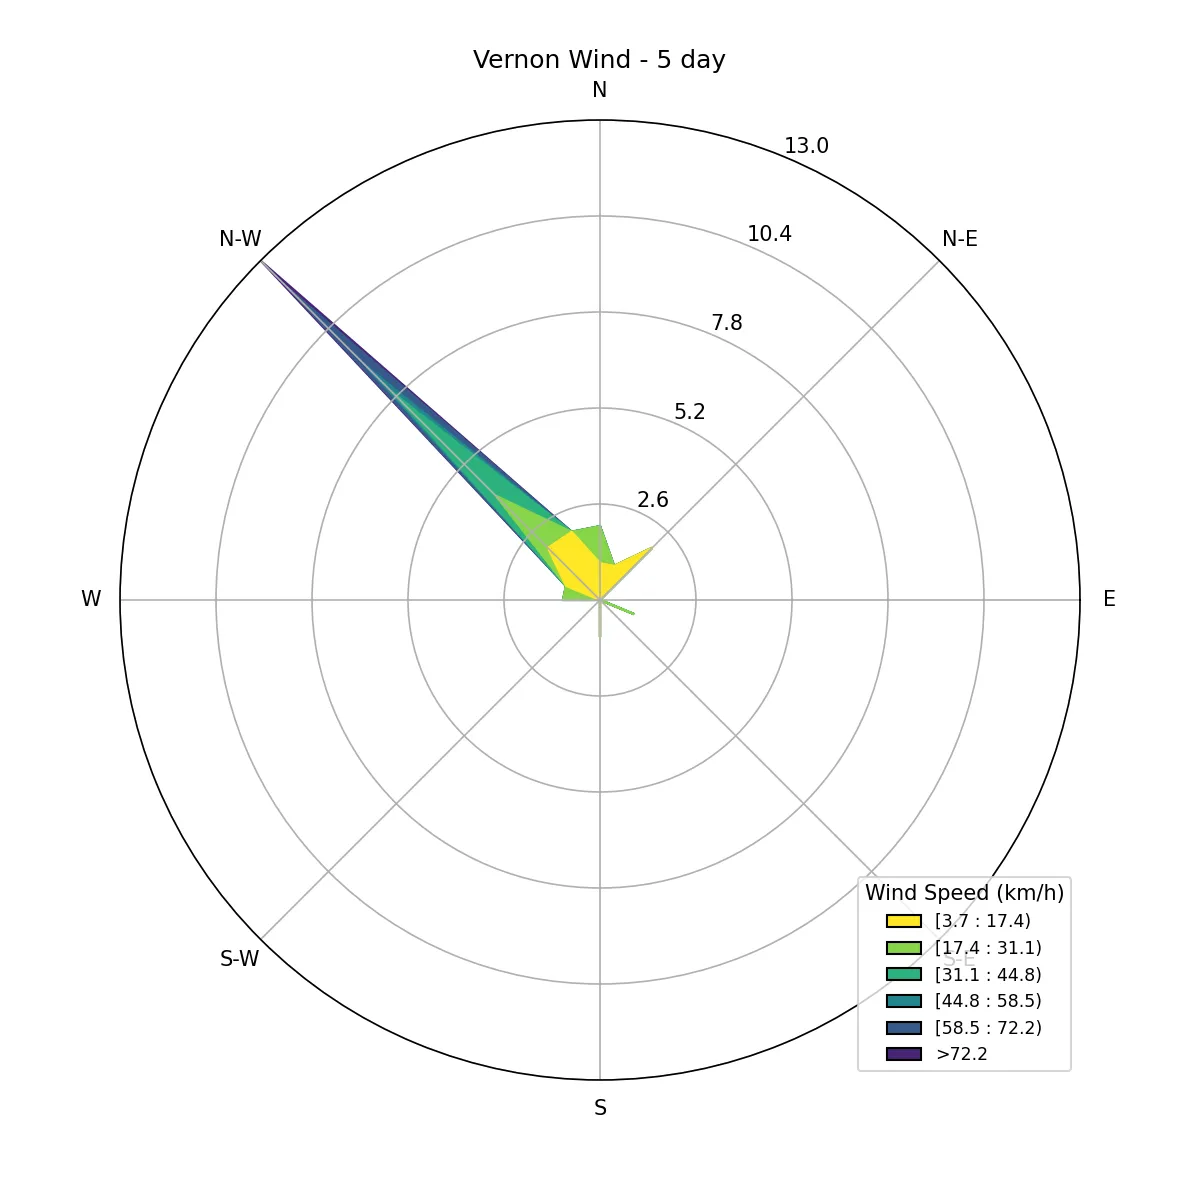 Vernon Wind - 5 day
N
13.0
10.4
N-W
N-E
7.8
5.2
2.6
W
E
S-W
S-E
S
Wind Speed (km/h)
[3.7 : 17.4)
[17.4 : 31.1)
[31.1 : 44.8)
[44.8 : 58.5)
[58.5 : 72.2)
>72.2